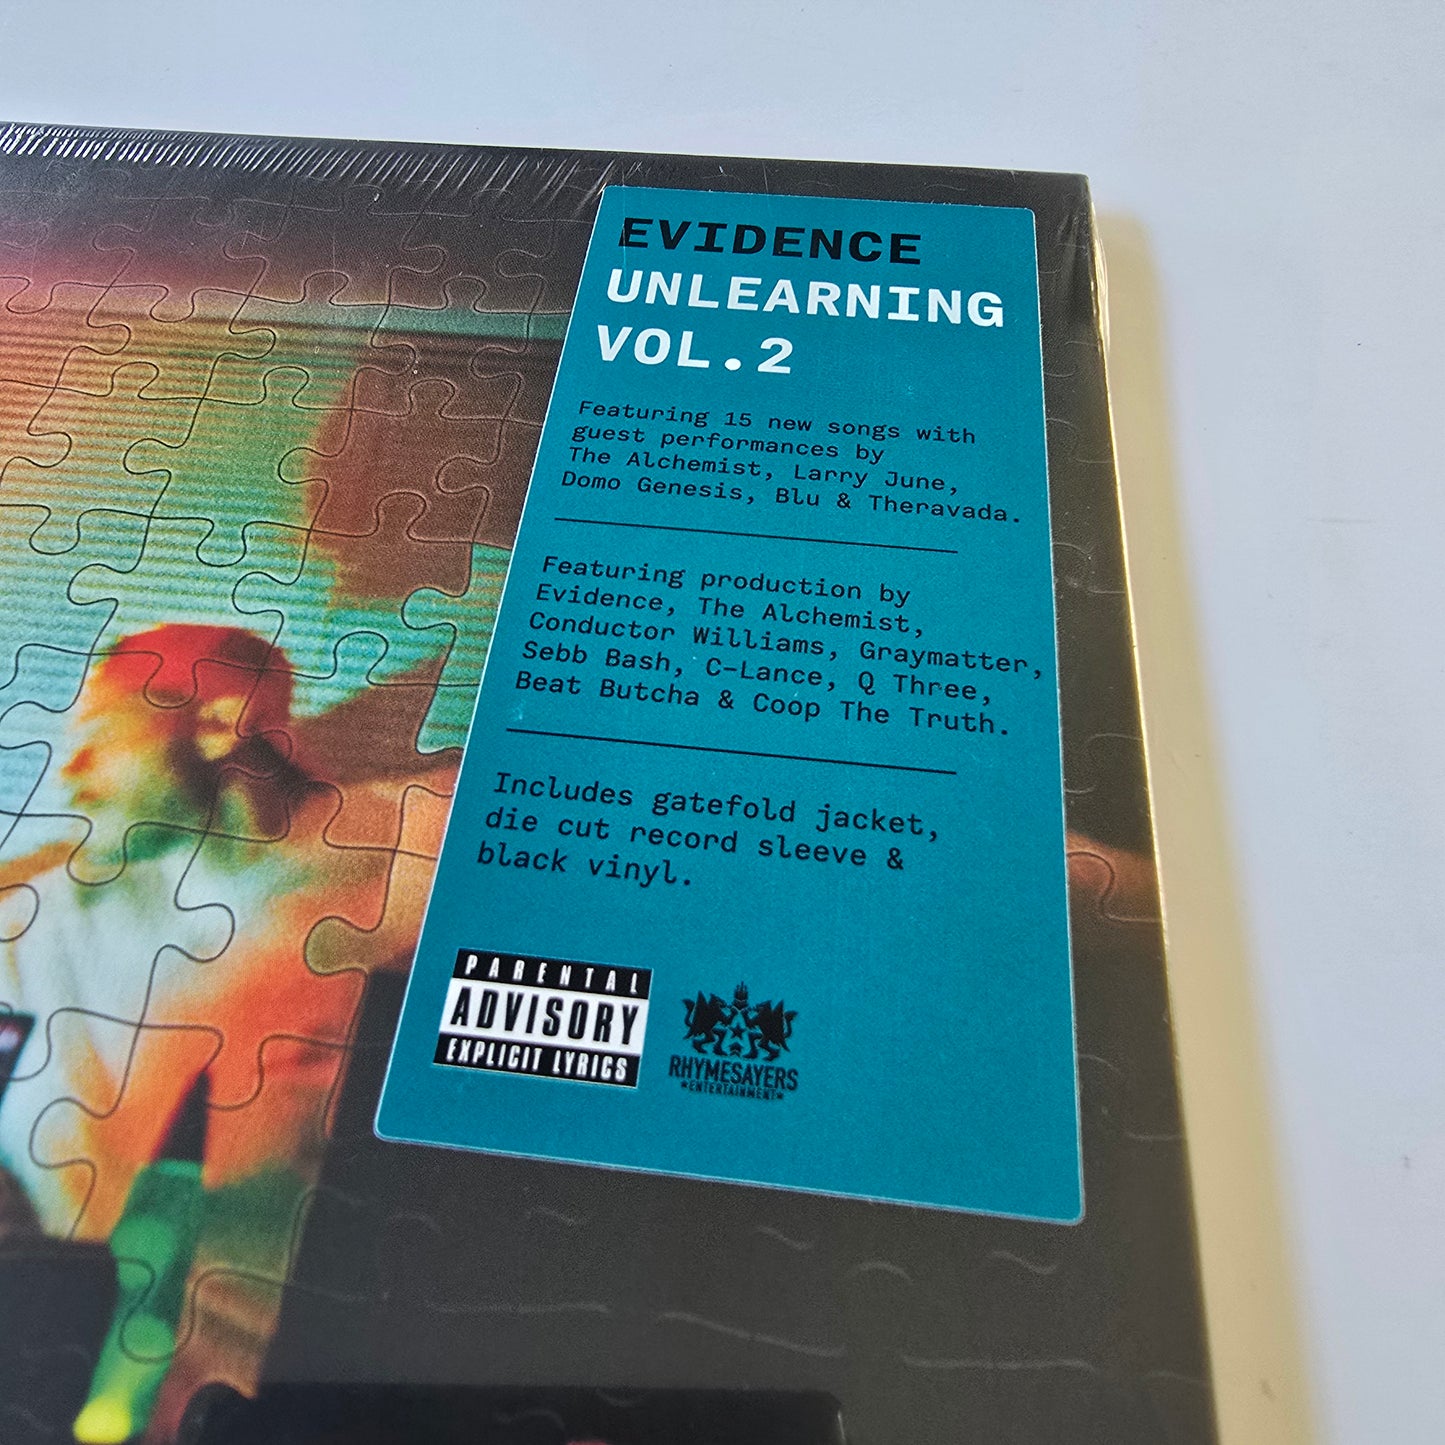 EVIDENCE
UNLEARNING
VOL.2
Featuring 15 new songs with
guest performances by
The Alchemist, Larry June,
Domo Genesis, Blu & Theravada.
Featuring production by
Evidence, The Alchemist,
Conductor Williams, Graymatter,
Sebb Bash, C-Lance, Q Three,
Beat Butcha & Coop The Truth.
Includes gatefold jacket,
die cut record sleeve &
black vinyl.
PARENTAL
ADVISORY
EXPLICIT LYRICS
RHYMESAYERS
ENTERTAINMENT